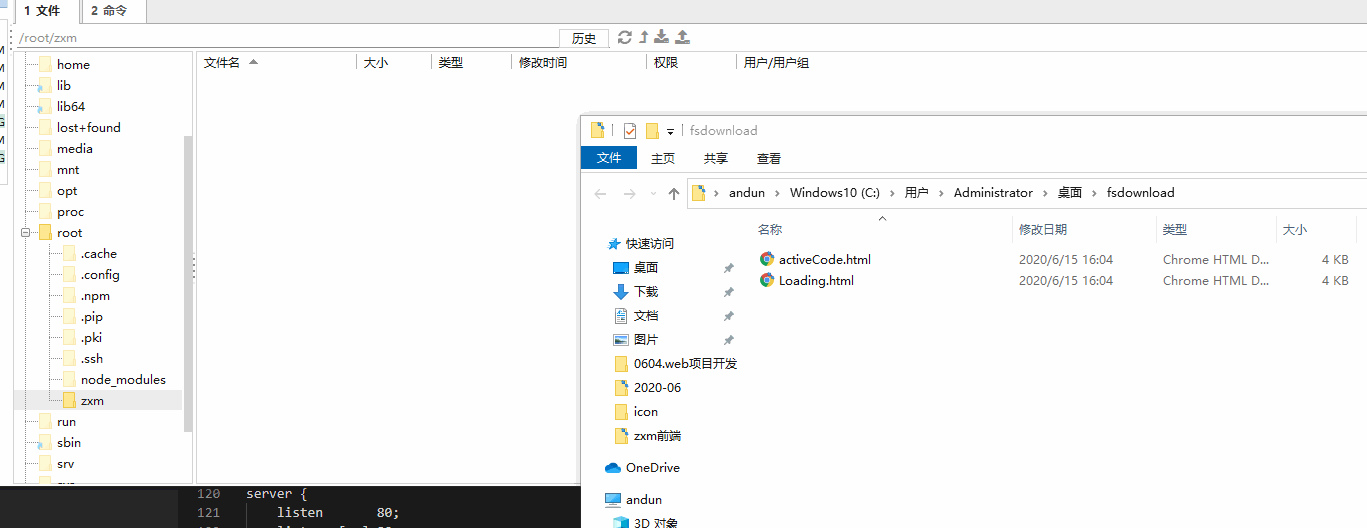 1 文件 2 命令
/root/zxm 历史
文件名 大小 类型 修改时间 权限 用户/用户组
home
lib
lib64
lost+found
media
mnt
opt
proc
root
.cache
.config
.npm
.pip
.pki
.ssh
node_modules
zxm
run
sbin
srv
fsdownload
文件 主页 共享 查看
andun › Windows10 (C:) › 用户 › Administrator › 桌面 › fsdownload
名称 修改日期 类型 大小
activeCode.html 2020/6/15 16:04 Chrome HTML D... 4 KB
Loading.html 2020/6/15 16:04 Chrome HTML D... 4 KB
快速访问
桌面
下载
文档
图片
0604.web项目开发
2020-06
icon
zxm前端
OneDrive
andun
3D 对象
120 server {
121 listen 80;